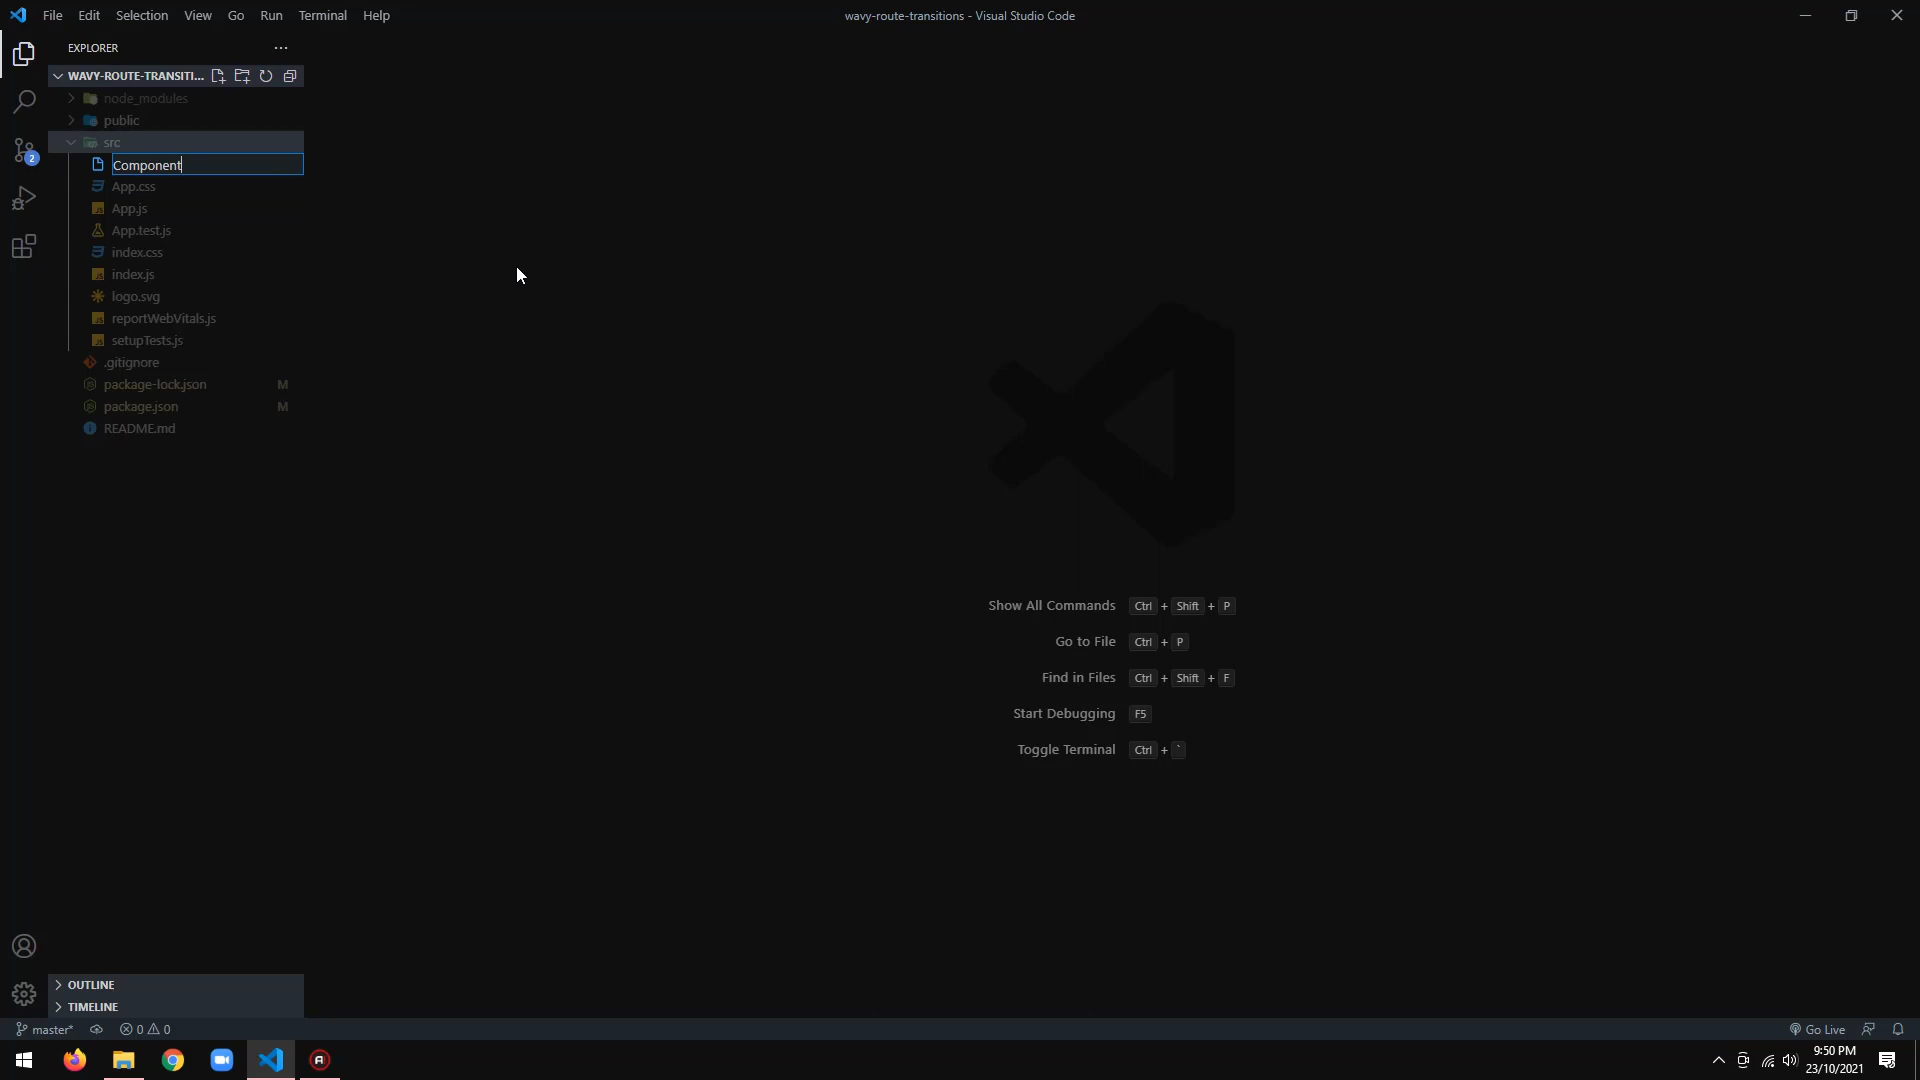 File Edit Selection View Go Run Terminal Help
wavy-route-transitions - Visual Studio Code
EXPLORER
WAVY-ROUTE-TRANSITI...
node_modules
public
src
Component
App.css
App.js
App.test.js
index.css
index.js
logo.svg
reportWebVitals.js
setupTests.js
.gitignore
package-lock.json M
package.json M
README.md
2
Show All Commands Ctrl + Shift + P
Go to File Ctrl + P
Find in Files Ctrl + Shift + F
Start Debugging F5
Toggle Terminal Ctrl + `
OUTLINE
TIMELINE
master* 0 0 Go Live
9:50 PM
23/10/2021